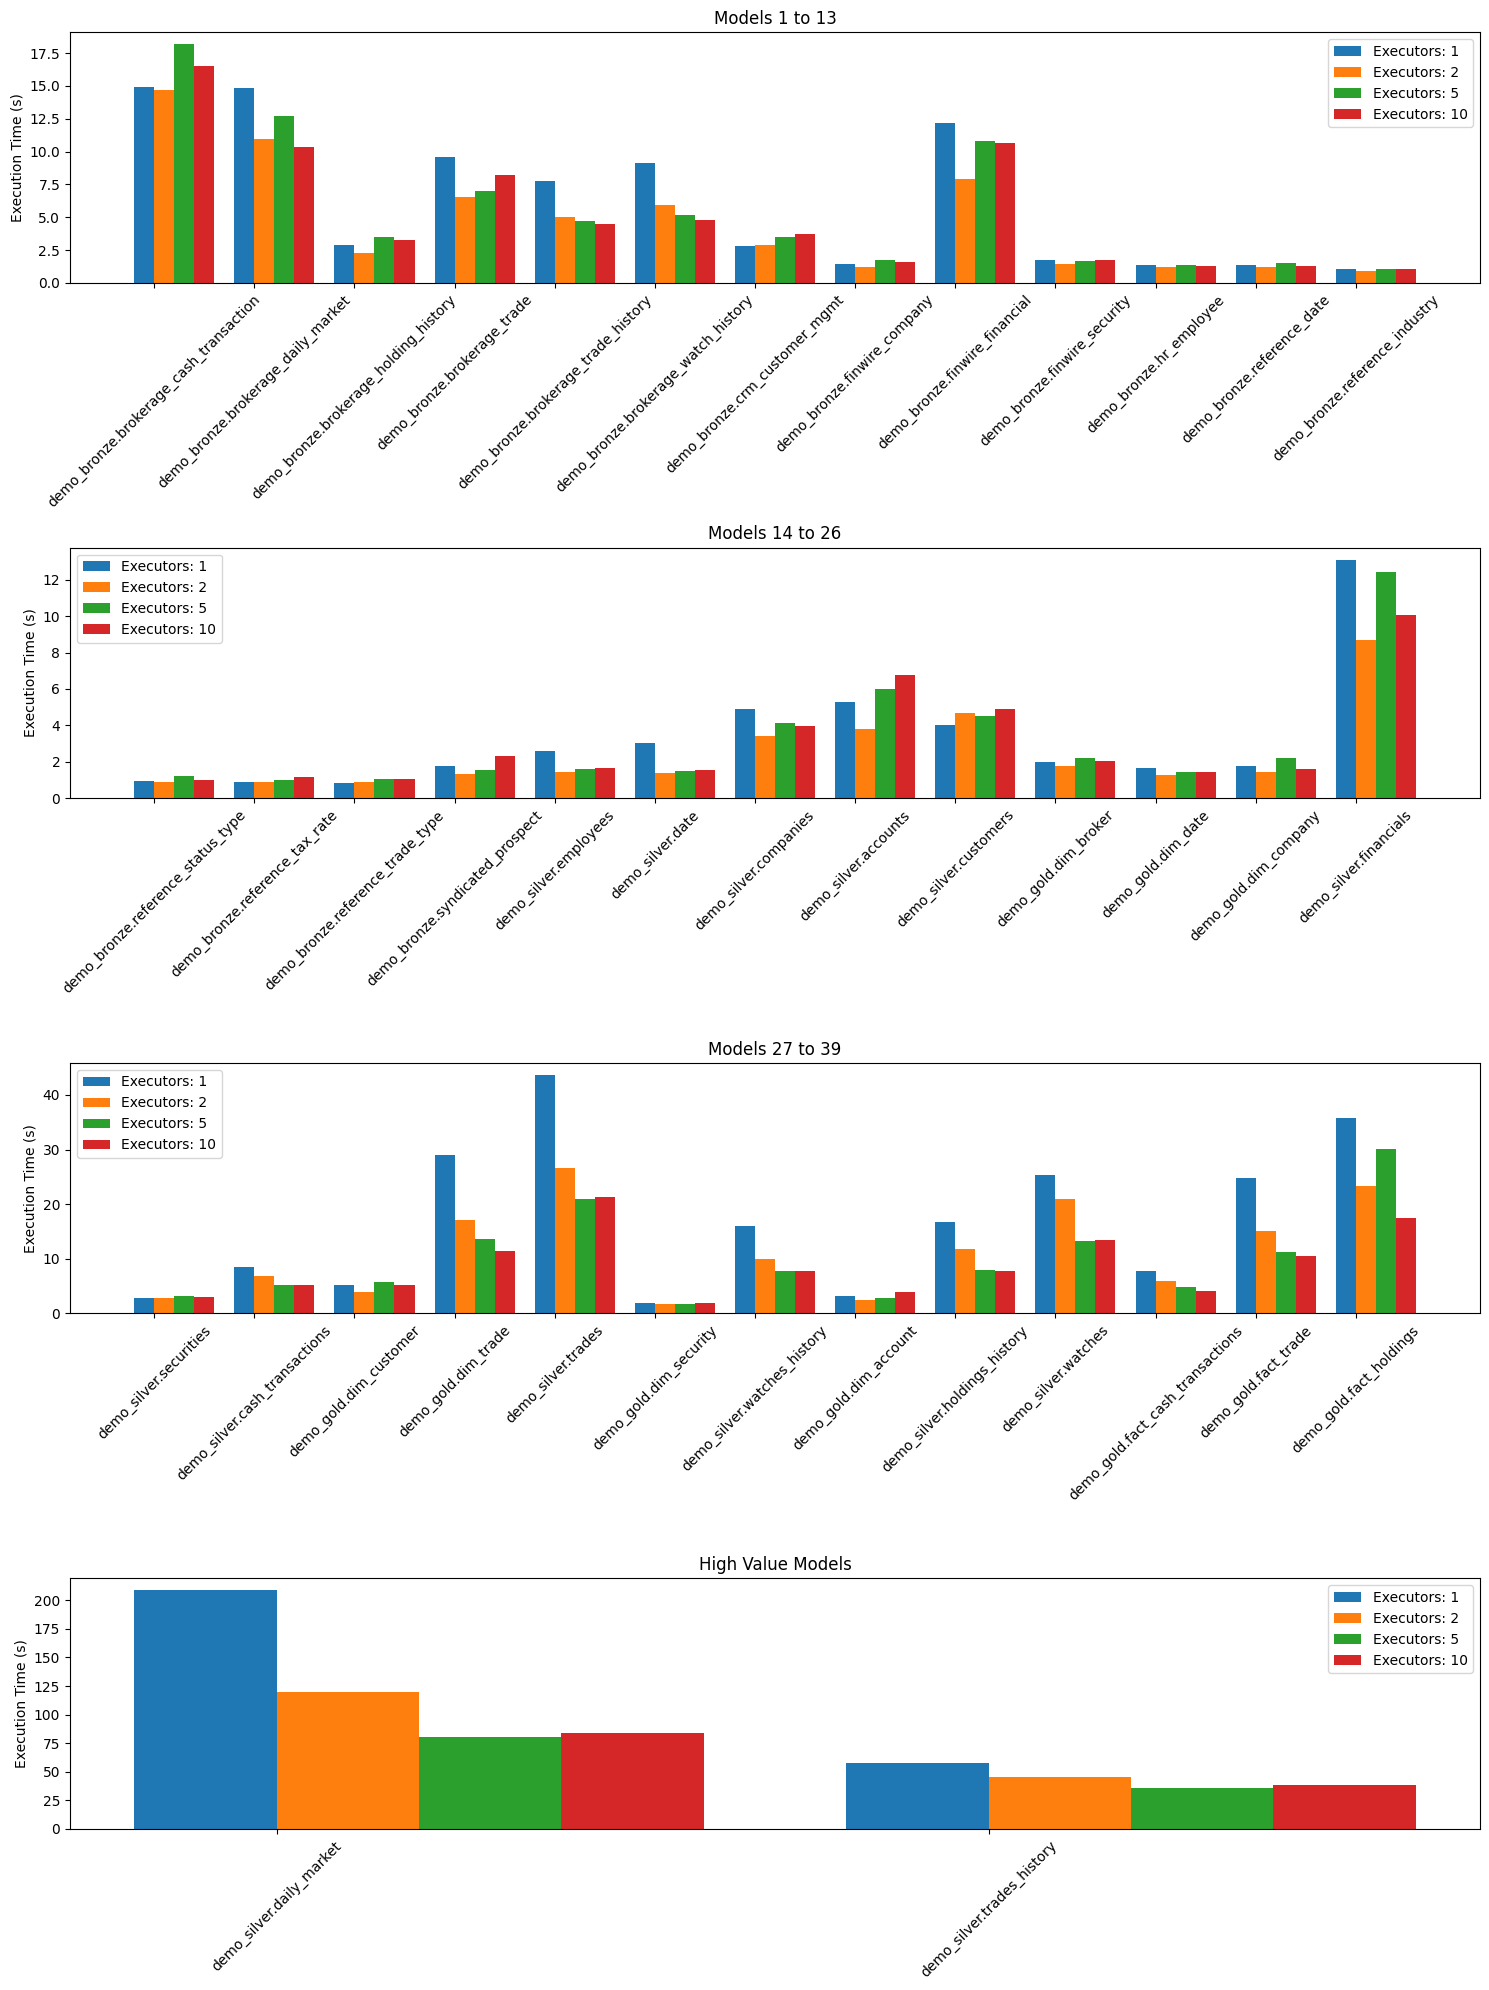 Models 1 to 13
Execution Time (s)
17.5
15.0
12.5
10.0
7.5
5.0
2.5
0.0
Executors: 1
Executors: 2
Executors: 5
Executors: 10
demo_bronze.brokerage_cash_transaction
demo_bronze.brokerage_daily_market
demo_bronze.brokerage_holding_history
demo_bronze.brokerage_trade
demo_bronze.brokerage_trade_history
demo_bronze.brokerage_watch_history
demo_bronze.crm_customer_mgmt
demo_bronze.finwire_company
demo_bronze.finwire_financial
demo_bronze.finwire_security
demo_bronze.hr_employee
demo_bronze.reference_date
demo_bronze.reference_industry
Models 14 to 26
Execution Time (s)
12
10
8
6
4
2
0
Executors: 1
Executors: 2
Executors: 5
Executors: 10
demo_bronze.reference_status_type
demo_bronze.reference_tax_rate
demo_bronze.reference_trade_type
demo_bronze.syndicated_prospect
demo_silver.employees
demo_silver.date
demo_silver.companies
demo_silver.accounts
demo_silver.customers
demo_gold.dim_broker
demo_gold.dim_date
demo_gold.dim_company
demo_silver.financials
Models 27 to 39
Execution Time (s)
40
30
20
10
0
Executors: 1
Executors: 2
Executors: 5
Executors: 10
demo_silver.securities
demo_silver.cash_transactions
demo_gold.dim_customer
demo_gold.dim_trade
demo_silver.trades
demo_gold.dim_security
demo_silver.watches_history
demo_gold.dim_account
demo_silver.holdings_history
demo_silver.watches
demo_gold.fact_cash_transactions
demo_gold.fact_trade
demo_gold.fact_holdings
High Value Models
Execution Time (s)
200
175
150
125
100
75
50
25
0
Executors: 1
Executors: 2
Executors: 5
Executors: 10
demo_silver.daily_market
demo_silver.trades_history